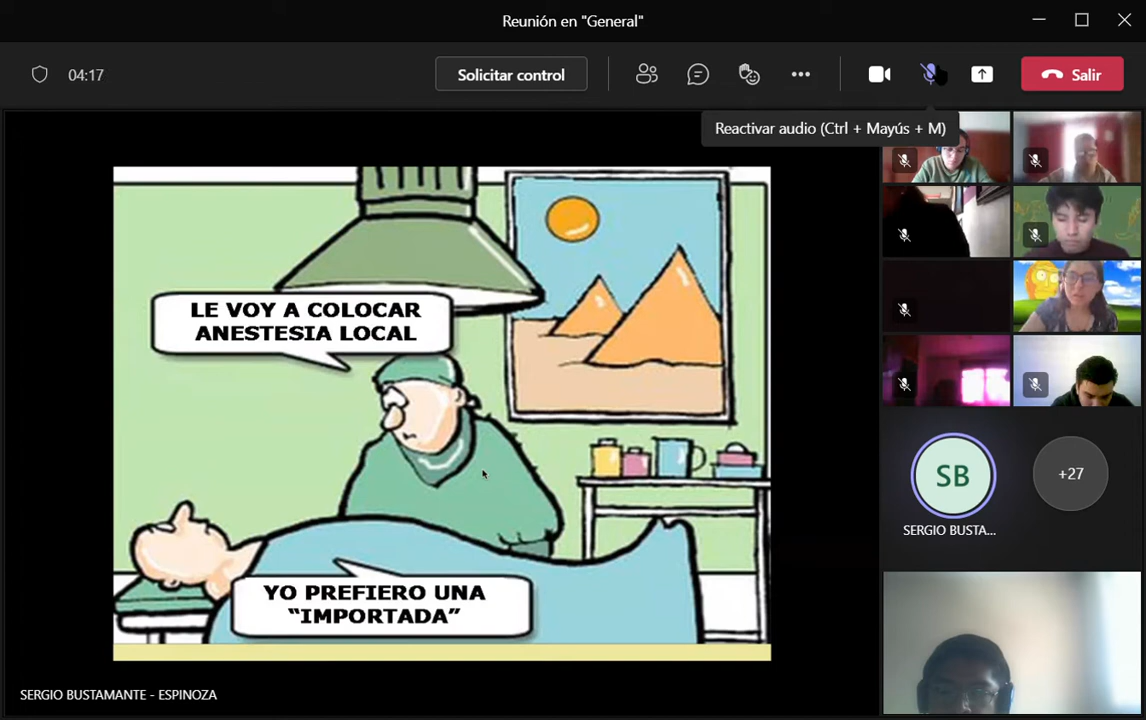 Reunión en "General"
04:17
Solicitar control
Salir
Reactivar audio (Ctrl + Mayús + M)
LE VOY A COLOCAR
ANESTESIA LOCAL
YO PREFIERO UNA
“IMPORTADA”
SB
+27
SERGIO BUSTA...
SERGIO BUSTAMANTE - ESPINOZA